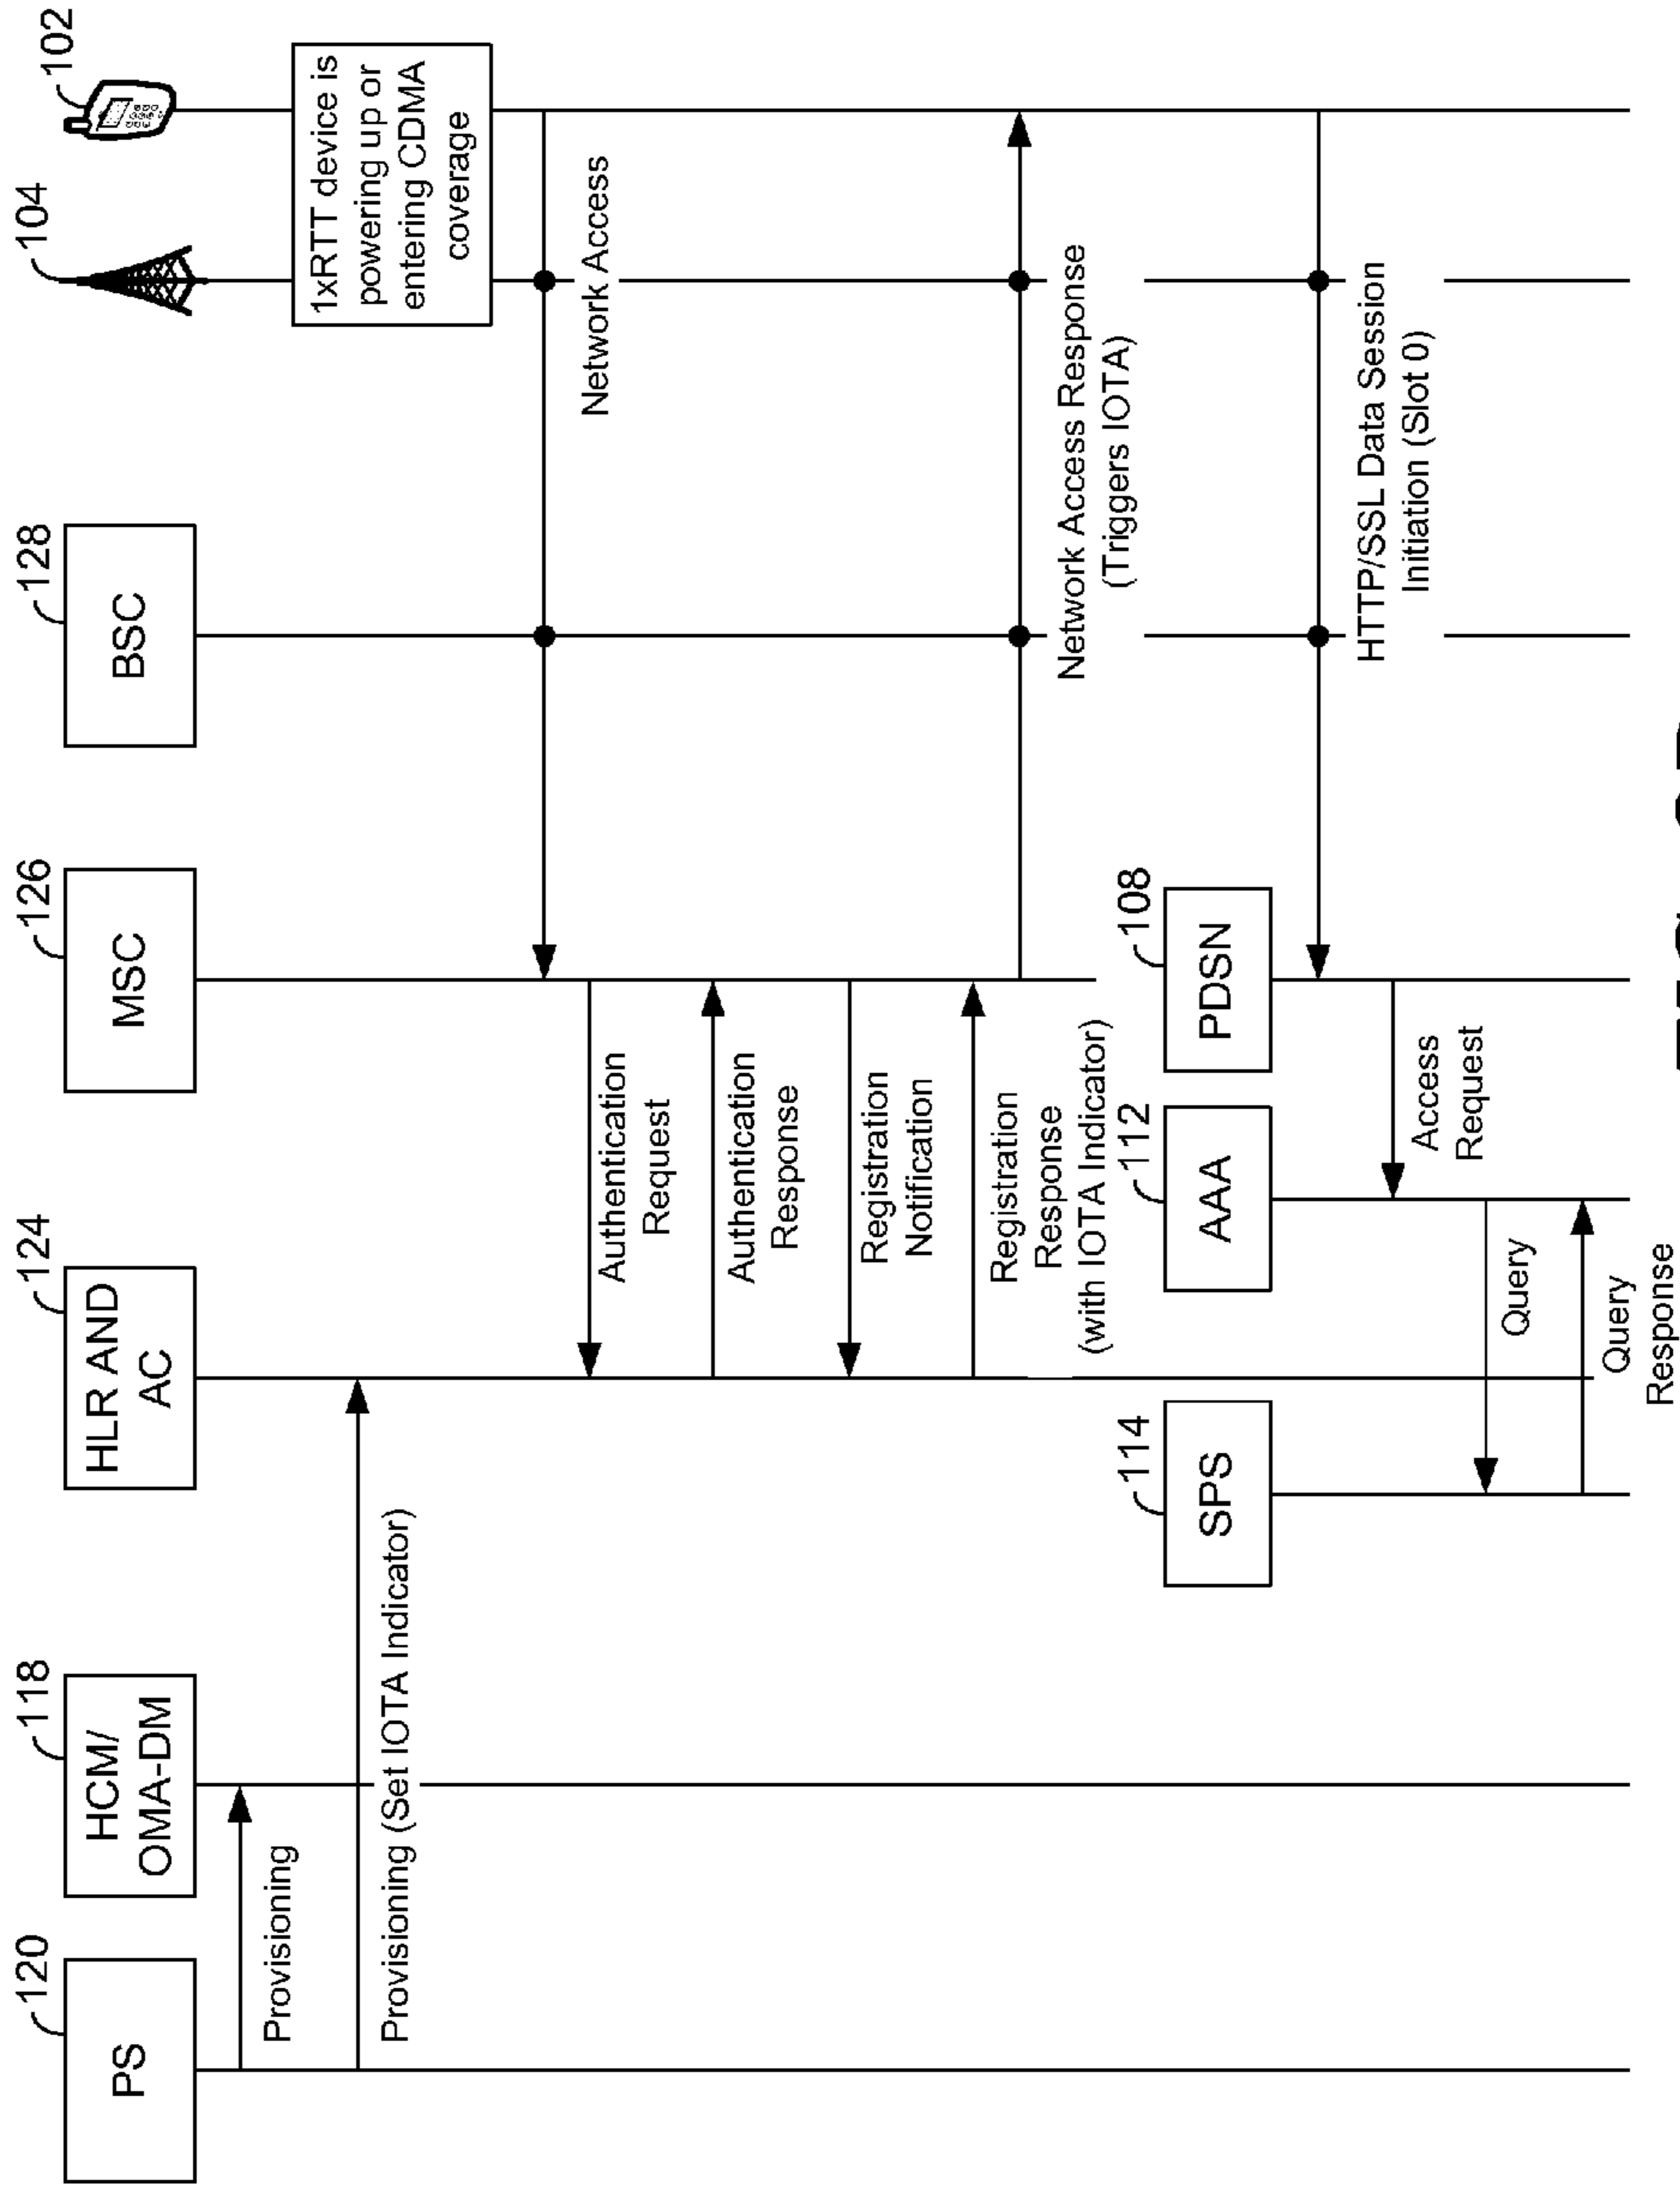 120
118
124
126
128
104
102
PS
HCM/
OMA-DM
HLR AND
AC
MSC
BSC
1xRTT device is
powering up or
entering CDMA
coverage
Provisioning
Provisioning (Set IOTA Indicator)
Network Access
Authentication
Request
Authentication
Response
Registration
Notification
Registration
Response
(with IOTA Indicator)
Network Access Response
(Triggers IOTA)
114
112
108
SPS
AAA
PDSN
HTTP/SSL Data Session
Initiation (Slot 0)
Access
Request
Query
Query
Response